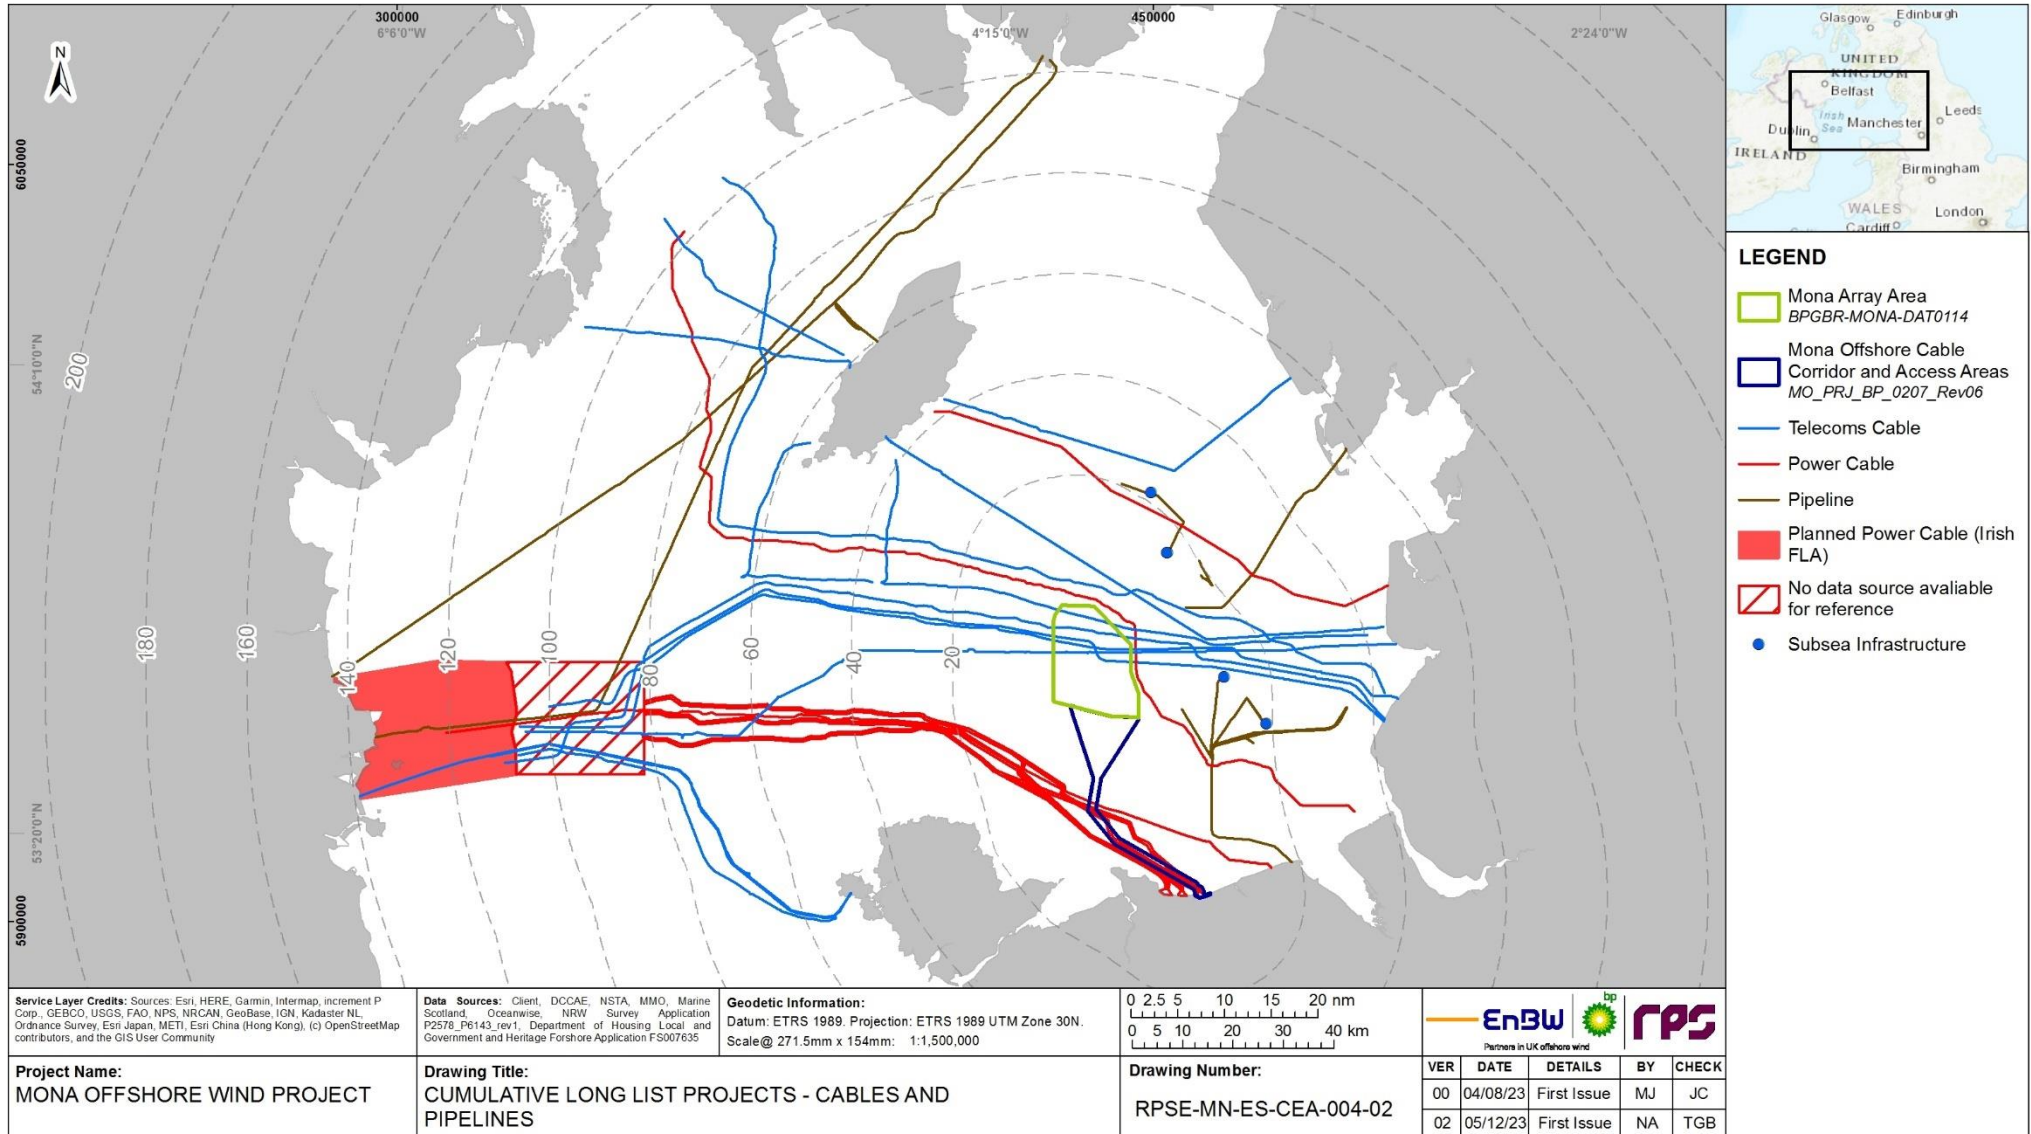 300000
450000
6°6'0"W
4°15'0"W
2°24'0"W
N
6050000
54°10'0"N
53°20'0"N
5900000
200
180
160
140
120
100
80
60
40
20
Glasgow
Edinburgh
UNITED
KINGDOM
Belfast
Leeds
Irish
Sea
Manchester
Dublin
IRELAND
Birmingham
WALES
London
Cardiff
LEGEND
Mona Array Area
BPGBR-MONA-DAT0114
Mona Offshore Cable
Corridor and Access Areas
MO_PRJ_BP_0207_Rev06
Telecoms Cable
Power Cable
Pipeline
Planned Power Cable (Irish
FLA)
No data source avaliable
for reference
Subsea Infrastructure
Service Layer Credits: Sources: Esri, HERE, Garmin, Intermap, increment P
Corp., GEBCO, USGS, FAO, NPS, NRCAN, GeoBase, IGN, Kadaster NL,
Ordnance Survey, Esri Japan, METI, Esri China (Hong Kong), (c) OpenStreetMap
contributors, and the GIS User Community
Data Sources: Client, DCCAE, NSTA, MMO, Marine
Scotland, Oceanwise, NRW Survey Application
P2578_P6143_rev1, Department of Housing Local and
Government and Heritage Forshore Application FS007635
Geodetic Information:
Datum: ETRS 1989. Projection: ETRS 1989 UTM Zone 30N.
Scale@ 271.5mm x 154mm: 1:1,500,000
0 2.5 5 10 15 20 nm
0 5 10 20 30 40 km
EnBW
bp
rps
Partners in UK offshore wind
Project Name:
MONA OFFSHORE WIND PROJECT
Drawing Title:
CUMULATIVE LONG LIST PROJECTS - CABLES AND
PIPELINES
Drawing Number:
RPSE-MN-ES-CEA-004-02
VER DATE DETAILS BY CHECK
00 04/08/23 First Issue MJ JC
02 05/12/23 First Issue NA TGB